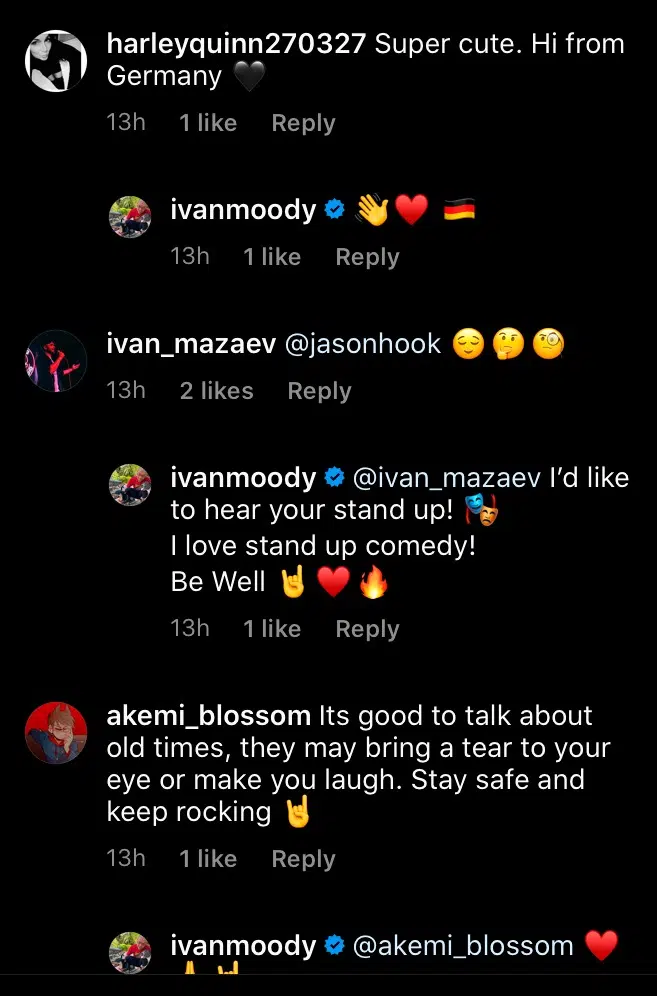 harleyquinn270327 Super cute. Hi from
Germany 🖤
13h 1 like Reply
ivanmoody 👋❤️ 🇩🇪
13h 1 like Reply
ivan_mazaev @jasonhook 😌🤔🧐
13h 2 likes Reply
ivanmoody @ivan_mazaev I’d like
to hear your stand up! 🎭
I love stand up comedy!
Be Well 🤘❤️🔥
13h 1 like Reply
akemi_blossom Its good to talk about
old times, they may bring a tear to your
eye or make you laugh. Stay safe and
keep rocking 🤘
13h 1 like Reply
ivanmoody @akemi_blossom ❤️